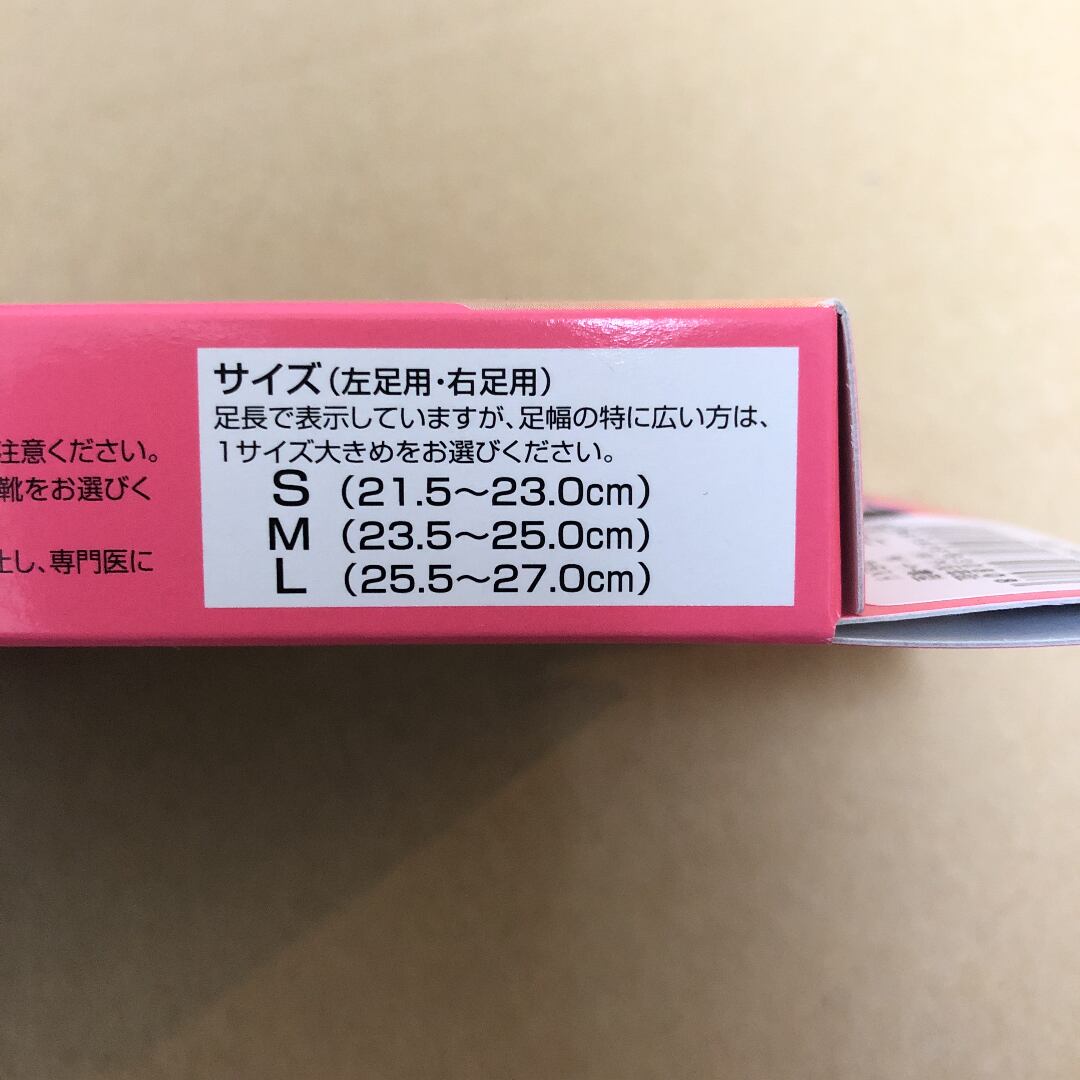 注意ください。
靴をお選びく
し、専門医に
サイズ(左足用・右足用)
足長で表示していますが、足幅の特に広い方は、
1サイズ大きめをお選びください。
S (21.5〜23.0cm)
M (23.5〜25.0cm)
L (25.5〜27.0cm)